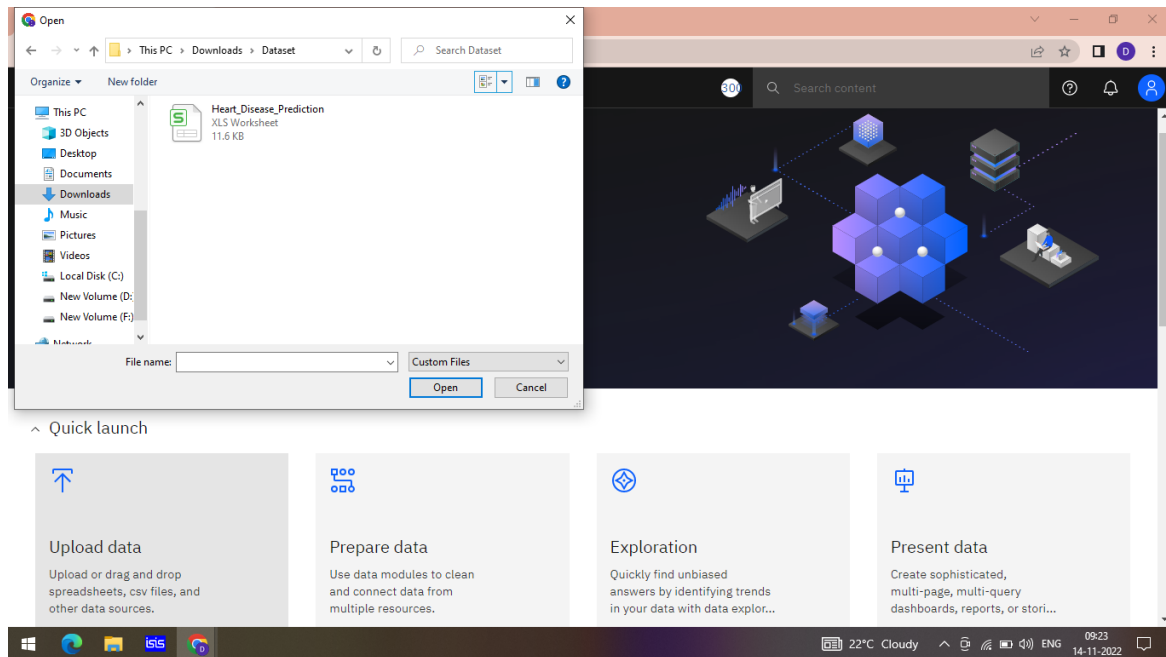 Open
This PC › Downloads › Dataset
Search Dataset
Organize
New folder
This PC
3D Objects
Desktop
Documents
Downloads
Music
Pictures
Videos
Local Disk (C:)
New Volume (D:
New Volume (F:)
Network
Heart_Disease_Prediction
XLS Worksheet
11.6 KB
File name:
Custom Files
Open
Cancel
D
300
Search content
Quick launch
Upload data
Upload or drag and drop
spreadsheets, csv files, and
other data sources.
Prepare data
Use data modules to clean
and connect data from
multiple resources.
Exploration
Quickly find unbiased
answers by identifying trends
in your data with data explor...
Present data
Create sophisticated,
multi-page, multi-query
dashboards, reports, or stori...
isis
22°C Cloudy
ENG
09:23
14-11-2022